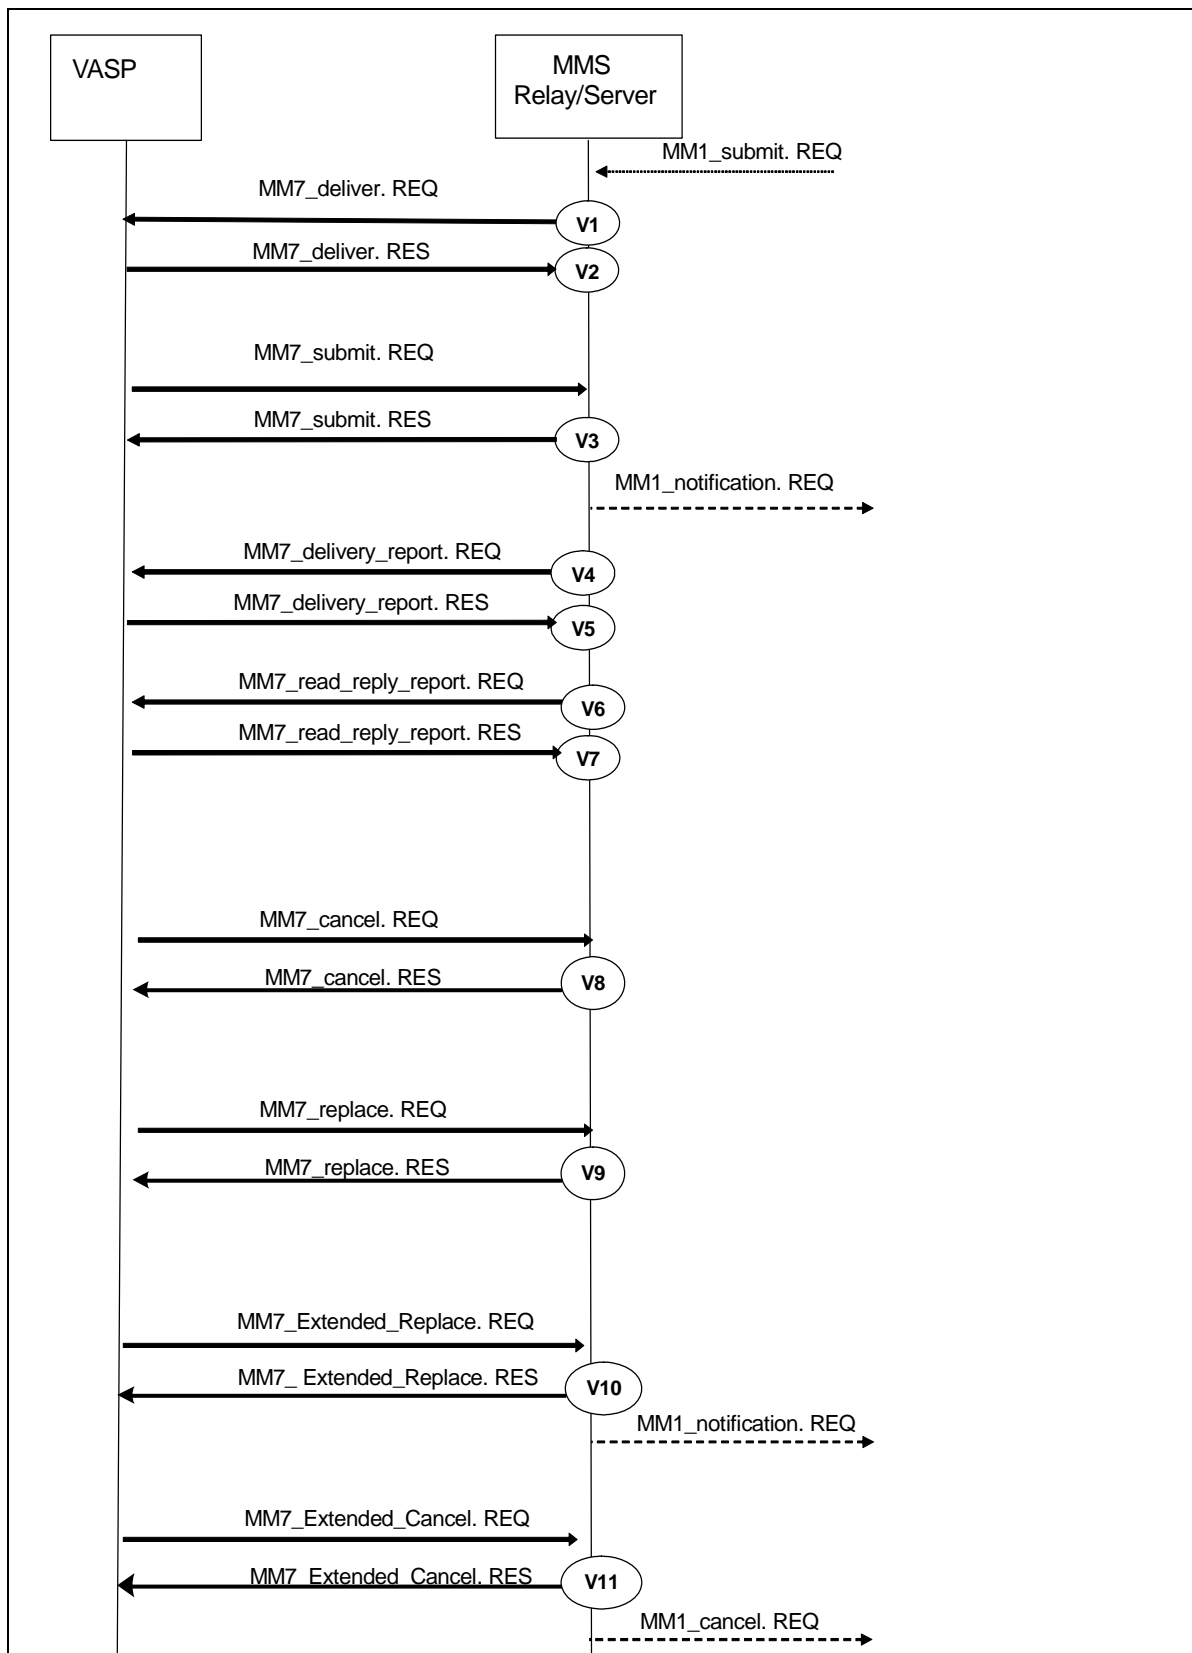 VASP
MMS
Relay/Server
MM1_submit. REQ
MM7_deliver. REQ
V1
MM7_deliver. RES
V2
MM7_submit. REQ
MM7_submit. RES
V3
MM1_notification. REQ
MM7_delivery_report. REQ
V4
MM7_delivery_report. RES
V5
MM7_read_reply_report. REQ
V6
MM7_read_reply_report. RES
V7
MM7_cancel. REQ
MM7_cancel. RES
V8
MM7_replace. REQ
MM7_replace. RES
V9
MM7_Extended_Replace. REQ
MM7_ Extended_Replace. RES
V10
MM1_notification. REQ
MM7_Extended_Cancel. REQ
MM7_Extended_Cancel. RES
V11
MM1_cancel. REQ